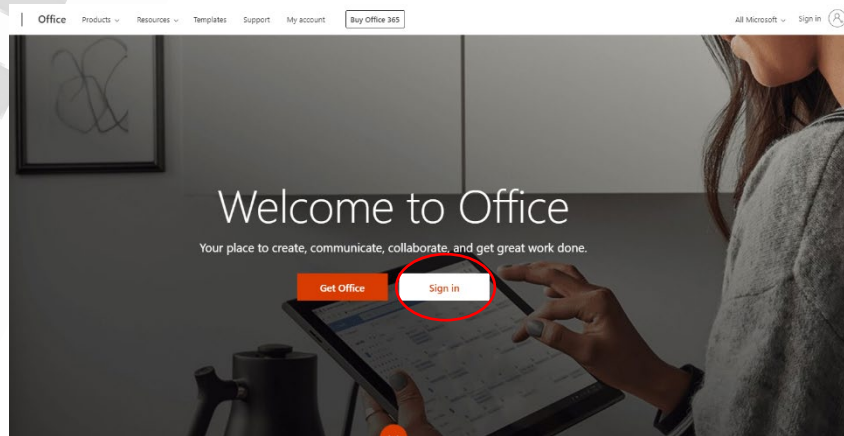 Office Products Resources Templates Support My account Buy Office 365 All Microsoft Sign in
Welcome to Office
Your place to create, communicate, collaborate, and get great work done.
Get Office Sign in